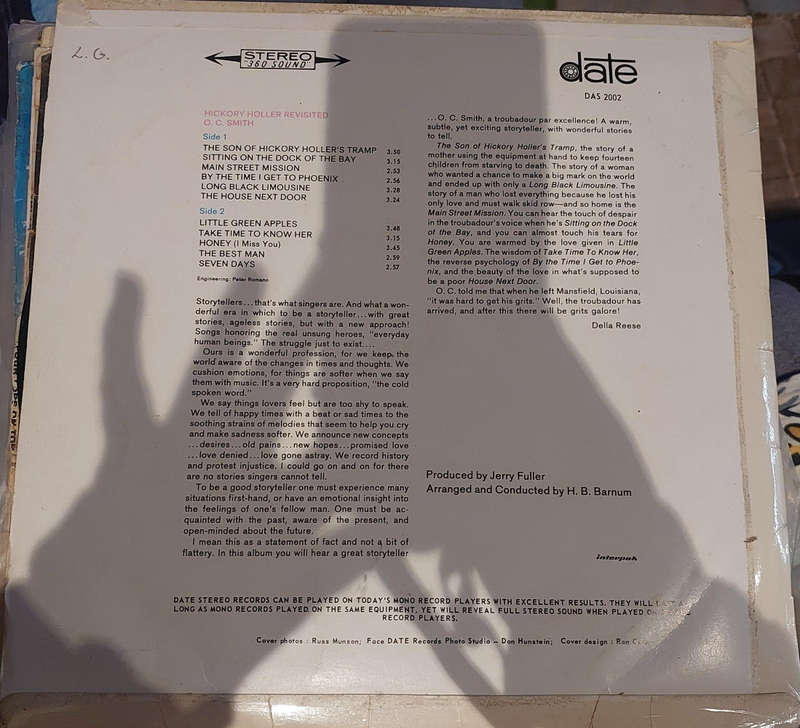 L. G.
STEREO
"360 SOUND"
date
DAS 2002
HICKORY HOLLER REVISITED
O. C. SMITH
Side 1
THE SON OF HICKORY HOLLER'S TRAMP 3.50
SITTING ON THE DOCK OF THE BAY 3.15
MAIN STREET MISSION 2.53
BY THE TIME I GET TO PHOENIX 2.56
LONG BLACK LIMOUSINE 3.28
THE HOUSE NEXT DOOR 3.24
Side 2
LITTLE GREEN APPLES 3.48
TAKE TIME TO KNOW HER 3.15
HONEY (I Miss You) 3.45
THE BEST MAN 2.59
SEVEN DAYS 2.57
Engineering: Peter Romano
Storytellers...that's what singers are. And what a won-
derful era in which to be a storyteller...with great
stories, ageless stories, but with a new approach!
Songs honoring the real unsung heroes, "everyday
human beings." The struggle just to exist....
Ours is a wonderful profession, for we keep the
world aware of the changes in times and thoughts. We
cushion emotions, for things are softer when we say
them with music. It's a very hard proposition, "the cold
spoken word."
We say things lovers feel but are too shy to speak.
We tell of happy times with a beat or sad times to the
soothing strains of melodies that seem to help you cry
and make sadness softer. We announce new concepts
...desires...old pains...new hopes...promised love
...love denied...love gone astray. We record history
and protest injustice. I could go on and on for there
are no stories singers cannot tell.
To be a good storyteller one must experience many
situations first-hand, or have an emotional insight into
the feelings of one's fellow man. One must be ac-
quainted with the past, aware of the present, and
open-minded about the future.
I mean this as a statement of fact and not a bit of
flattery. In this album you will hear a great storyteller
...O. C. Smith, a troubadour par excellence! A warm,
subtle, yet exciting storyteller, with wonderful stories
to tell.
The Son of Hickory Holler's Tramp, the story of a
mother using the equipment at hand to keep fourteen
children from starving to death. The story of a woman
who wanted a chance to make a big mark on the world
and ended up with only a Long Black Limousine. The
story of a man who lost everything because he lost his
only love and must walk skid row—and so home is the
Main Street Mission. You can hear the touch of despair
in the troubadour's voice when he's Sitting on the Dock
of the Bay, and you can almost touch his tears for
Honey. You are warmed by the love given in Little
Green Apples. The wisdom of Take Time To Know Her,
the reverse psychology of By the Time I Get to Phoe-
nix, and the beauty of the love in what's supposed to
be a poor House Next Door.
O. C. told me that when he left Mansfield, Louisiana,
"it was hard to get his grits." Well, the troubadour has
arrived, and after this there will be grits galore!
Della Reese
Produced by Jerry Fuller
Arranged and Conducted by H. B. Barnum
interpak
DATE STEREO RECORDS CAN BE PLAYED ON TODAY'S MONO RECORD PLAYERS WITH EXCELLENT RESULTS. THEY WILL LAST AS
LONG AS MONO RECORDS PLAYED ON THE SAME EQUIPMENT, YET WILL REVEAL FULL STEREO SOUND WHEN PLAYED ON
RECORD PLAYERS.
Cover photos : Russ Munson; Face DATE Records Photo Studio – Don Hunstein; Cover design : Ron